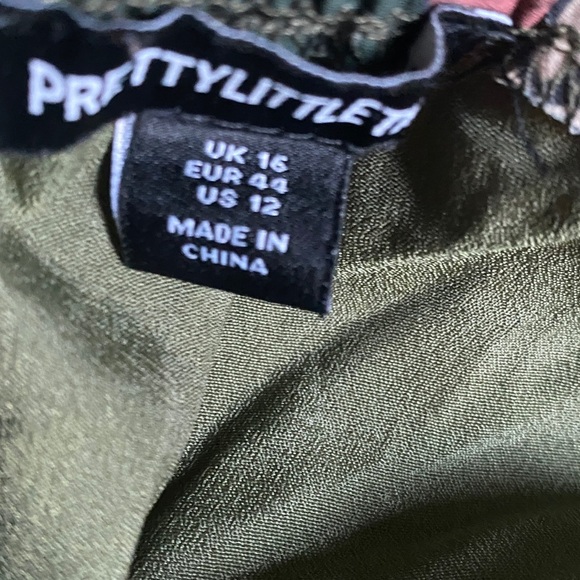 PRETTYLITTLETH
UK 16
EUR 44
US 12
MADE IN
CHINA